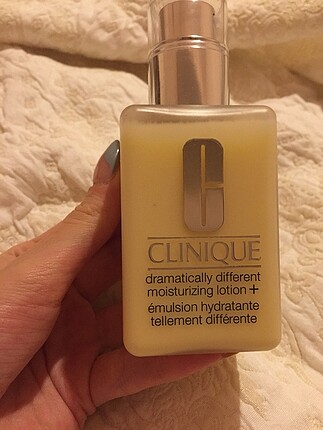 CLINIQUE
dramatically different
moisturizing lotion +
émulsion hydratante
tellement différente